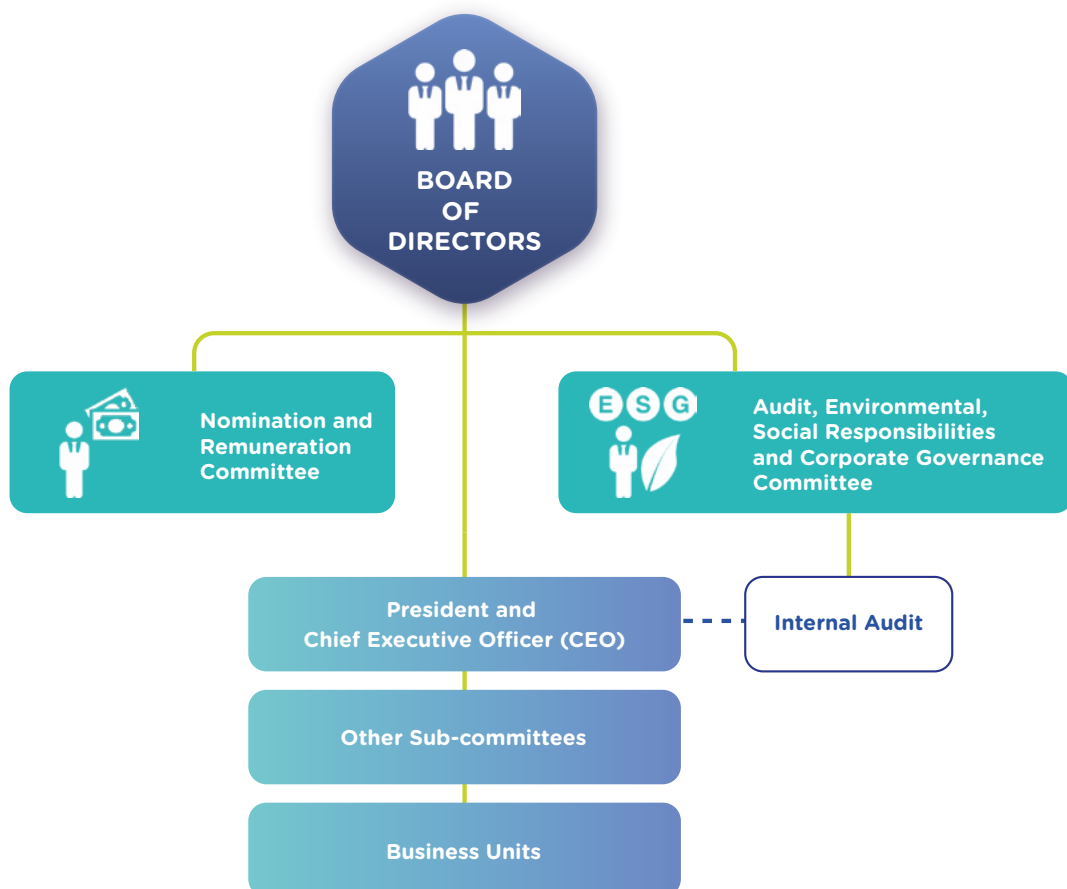 BOARD
OF
DIRECTORS
Nomination and
Remuneration
Committee
E S G
Audit, Environmental,
Social Responsibilities
and Corporate Governance
Committee
President and
Chief Executive Officer (CEO)
Internal Audit
Other Sub-committees
Business Units